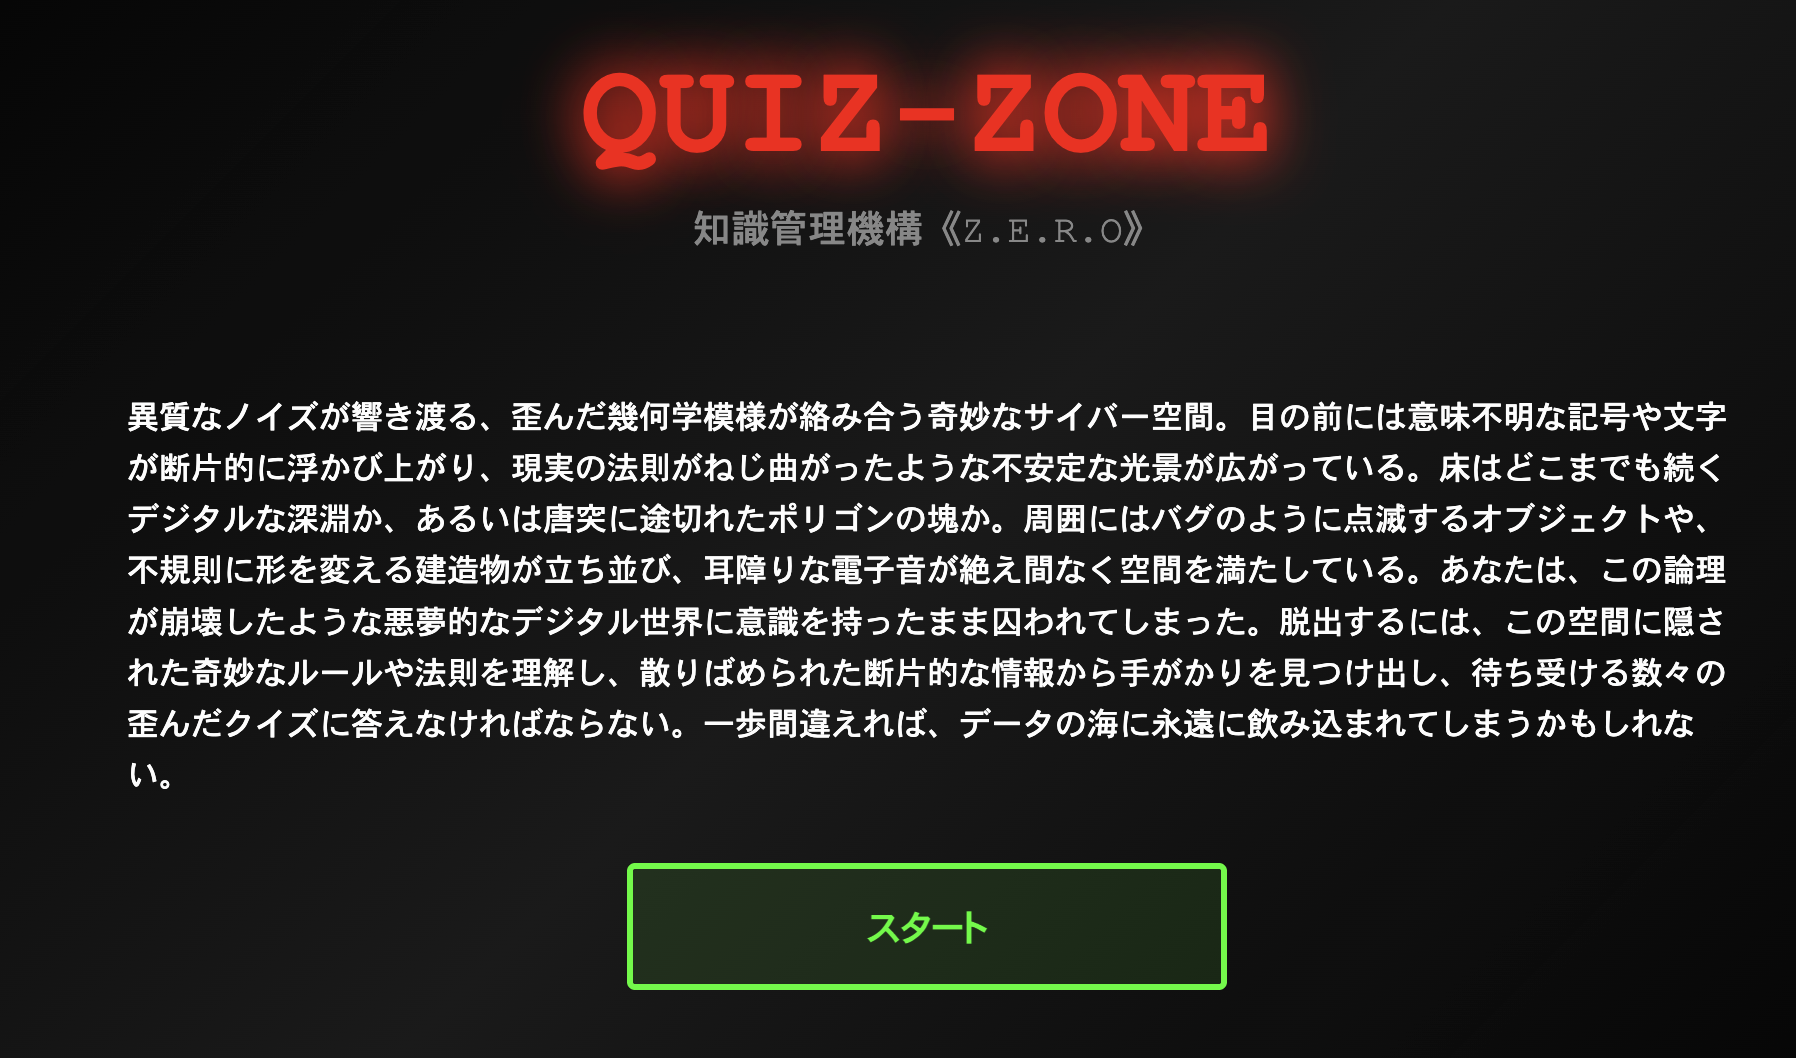 QUIZ-ZONE
知識管理機構《Z.E.R.O》
異質なノイズが響き渡る、歪んだ幾何学模様が絡み合う奇妙なサイバー空間。目の前には意味不明な記号や文字
が断片的に浮かび上がり、現実の法則がねじ曲がったような不安定な光景が広がっている。床はどこまでも続く
デジタルな深淵か、あるいは唐突に途切れたポリゴンの塊か。周囲にはバグのように点滅するオブジェクトや、
不規則に形を変える建造物が立ち並び、耳障りな電子音が絶え間なく空間を満たしている。あなたは、この論理
が崩壊したような悪夢的なデジタル世界に意識を持ったまま囚われてしまった。脱出するには、この空間に隠さ
れた奇妙なルールや法則を理解し、散りばめられた断片的な情報から手がかりを見つけ出し、待ち受ける数々の
歪んだクイズに答えなければならない。一歩間違えれば、データの海に永遠に飲み込まれてしまうかもしれな
い。
スタート